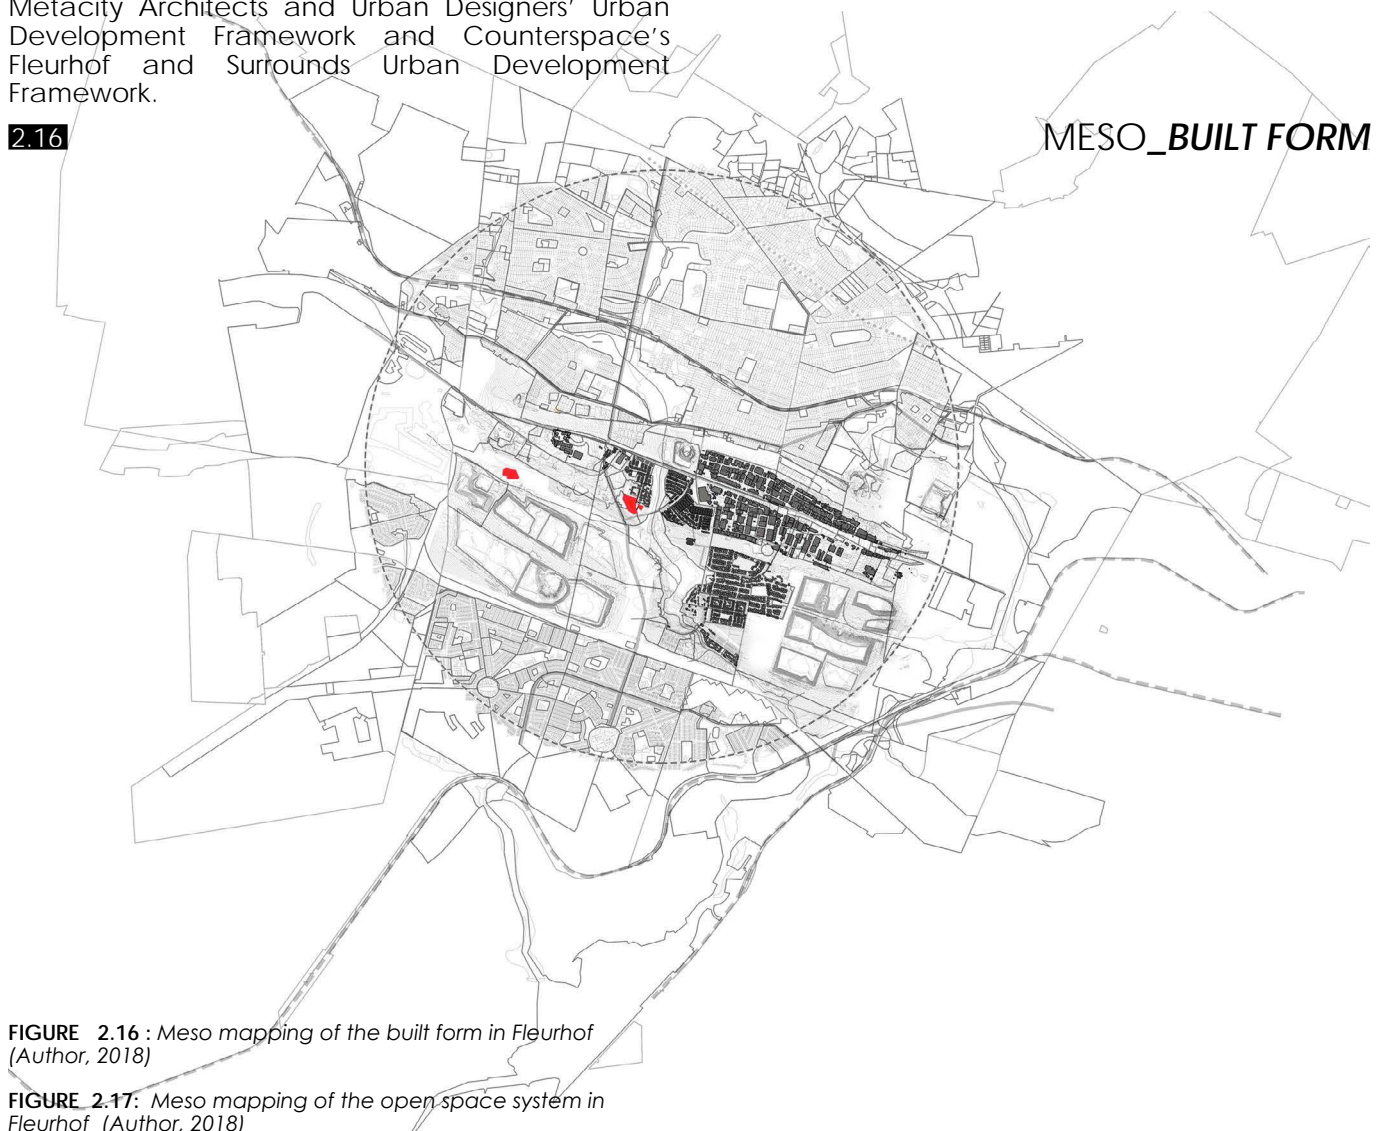 Metacity Architects and Urban Designers' Urban
Development Framework and Counterspace's
Fleurhof and Surrounds Urban Development
Framework.
2.16
MESO_BUILT FORM
FIGURE 2.16 : Meso mapping of the built form in Fleurhof
(Author, 2018)
FIGURE 2.17: Meso mapping of the open space system in
Fleurhof (Author, 2018)